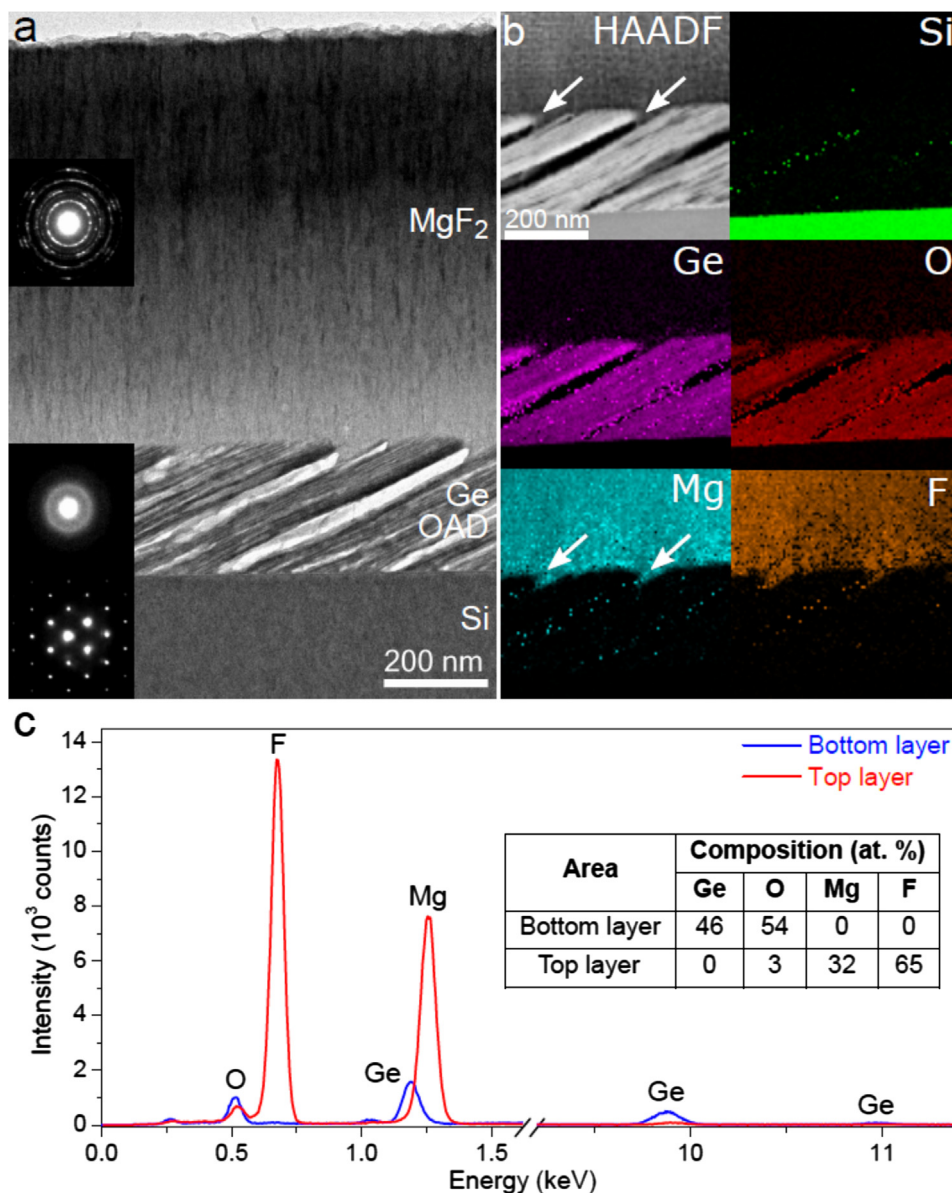 a
MgF2
Ge
OAD
Si
200 nm
b
HAADF
Si
200 nm
Ge
O
Mg
F
c
Intensity (10³ counts)
14
12
10
8
6
4
2
0
F
Mg
O
Ge
Ge
Ge
Bottom layer
Top layer
Area Composition (at. %)
Ge O Mg F
Bottom layer 46 54 0 0
Top layer 0 3 32 65
0.0 0.5 1.0 1.5 10 11
Energy (keV)